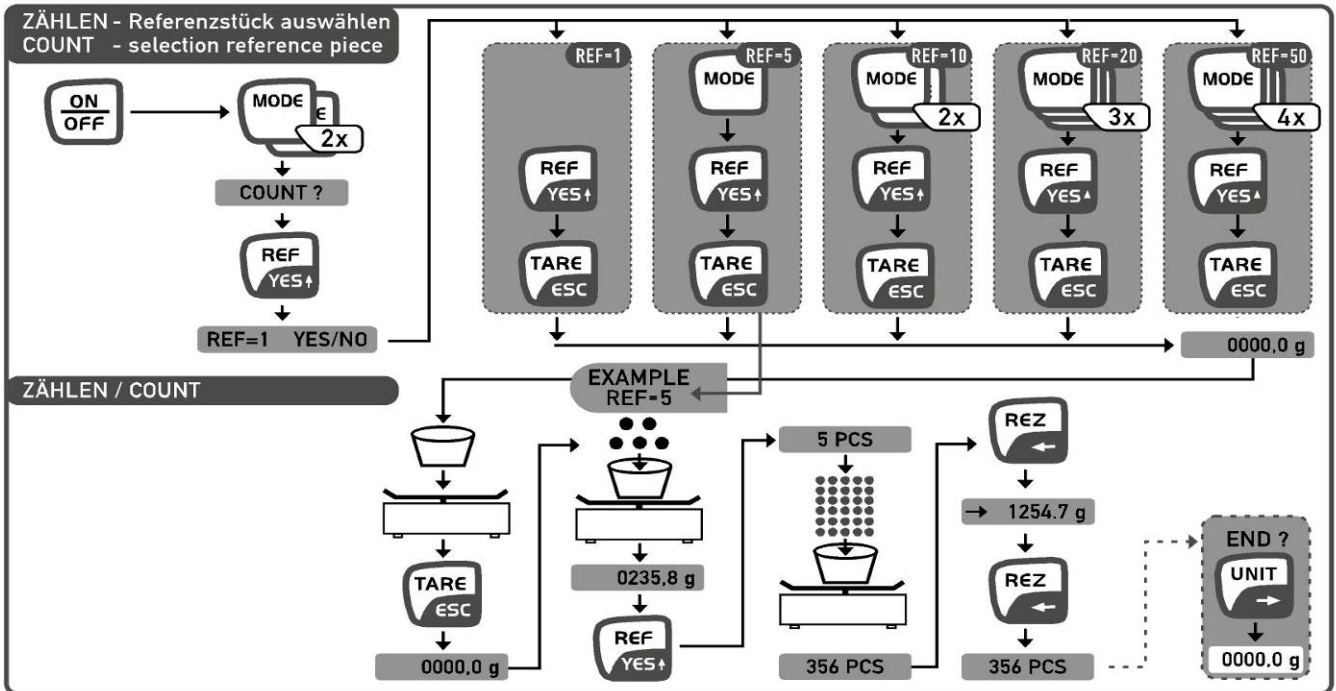 ZÄHLEN - Referenzstück auswählen
COUNT - selection reference piece
ON
OFF
MODE
E
2x
COUNT ?
REF
YES↑
REF=1 YES/NO
REF=1
REF
YES↑
TARE
ESC
REF=5
MODE
REF
YES↑
TARE
ESC
REF=10
MODE
2x
REF
YES↑
TARE
ESC
REF=20
MODE
3x
REF
YES▲
TARE
ESC
REF=50
MODE
4x
REF
YES▲
TARE
ESC
0000,0 g
ZÄHLEN / COUNT
TARE
ESC
0000,0 g
EXAMPLE
REF=5
0235,8 g
REF
YES↑
5 PCS
356 PCS
REZ
←
→ 1254.7 g
REZ
←
356 PCS
END ?
UNIT
→
0000,0 g